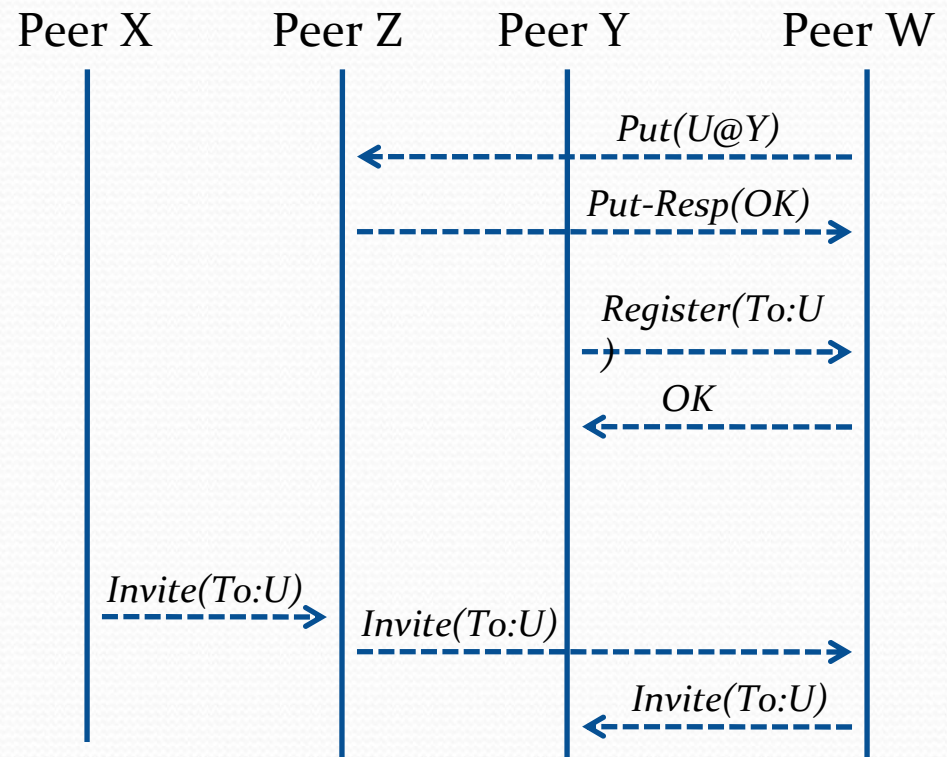 Peer X
Peer Z
Peer Y
Peer W
Put(U@Y)
Put-Resp(OK)
Register(To:U
)
OK
Invite(To:U)
Invite(To:U)
Invite(To:U)